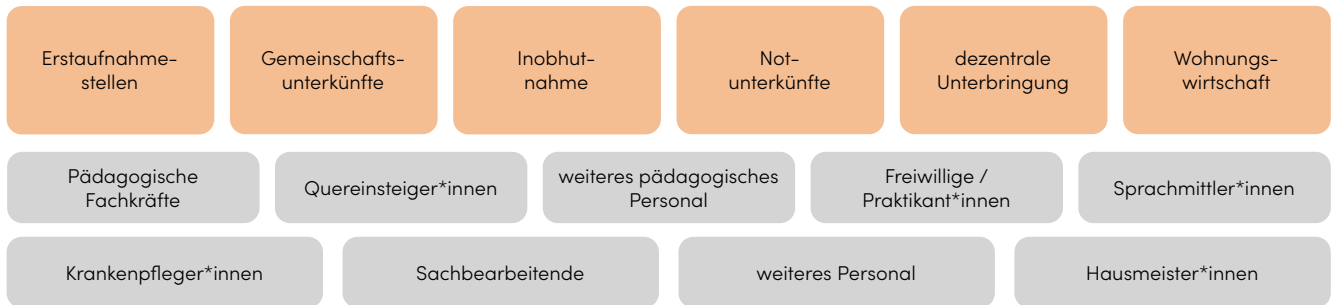 Erstaufnahme-
stellen
Gemeinschafts-
unterkünfte
Inobhut-
nahme
Not-
unterkünfte
dezentrale
Unterbringung
Wohnungs-
wirtschaft
Pädagogische
Fachkräfte
Quereinsteiger*innen
weiteres pädagogisches
Personal
Freiwillige /
Praktikant*innen
Sprachmittler*innen
Krankenpfleger*innen
Sachbearbeitende
weiteres Personal
Hausmeister*innen